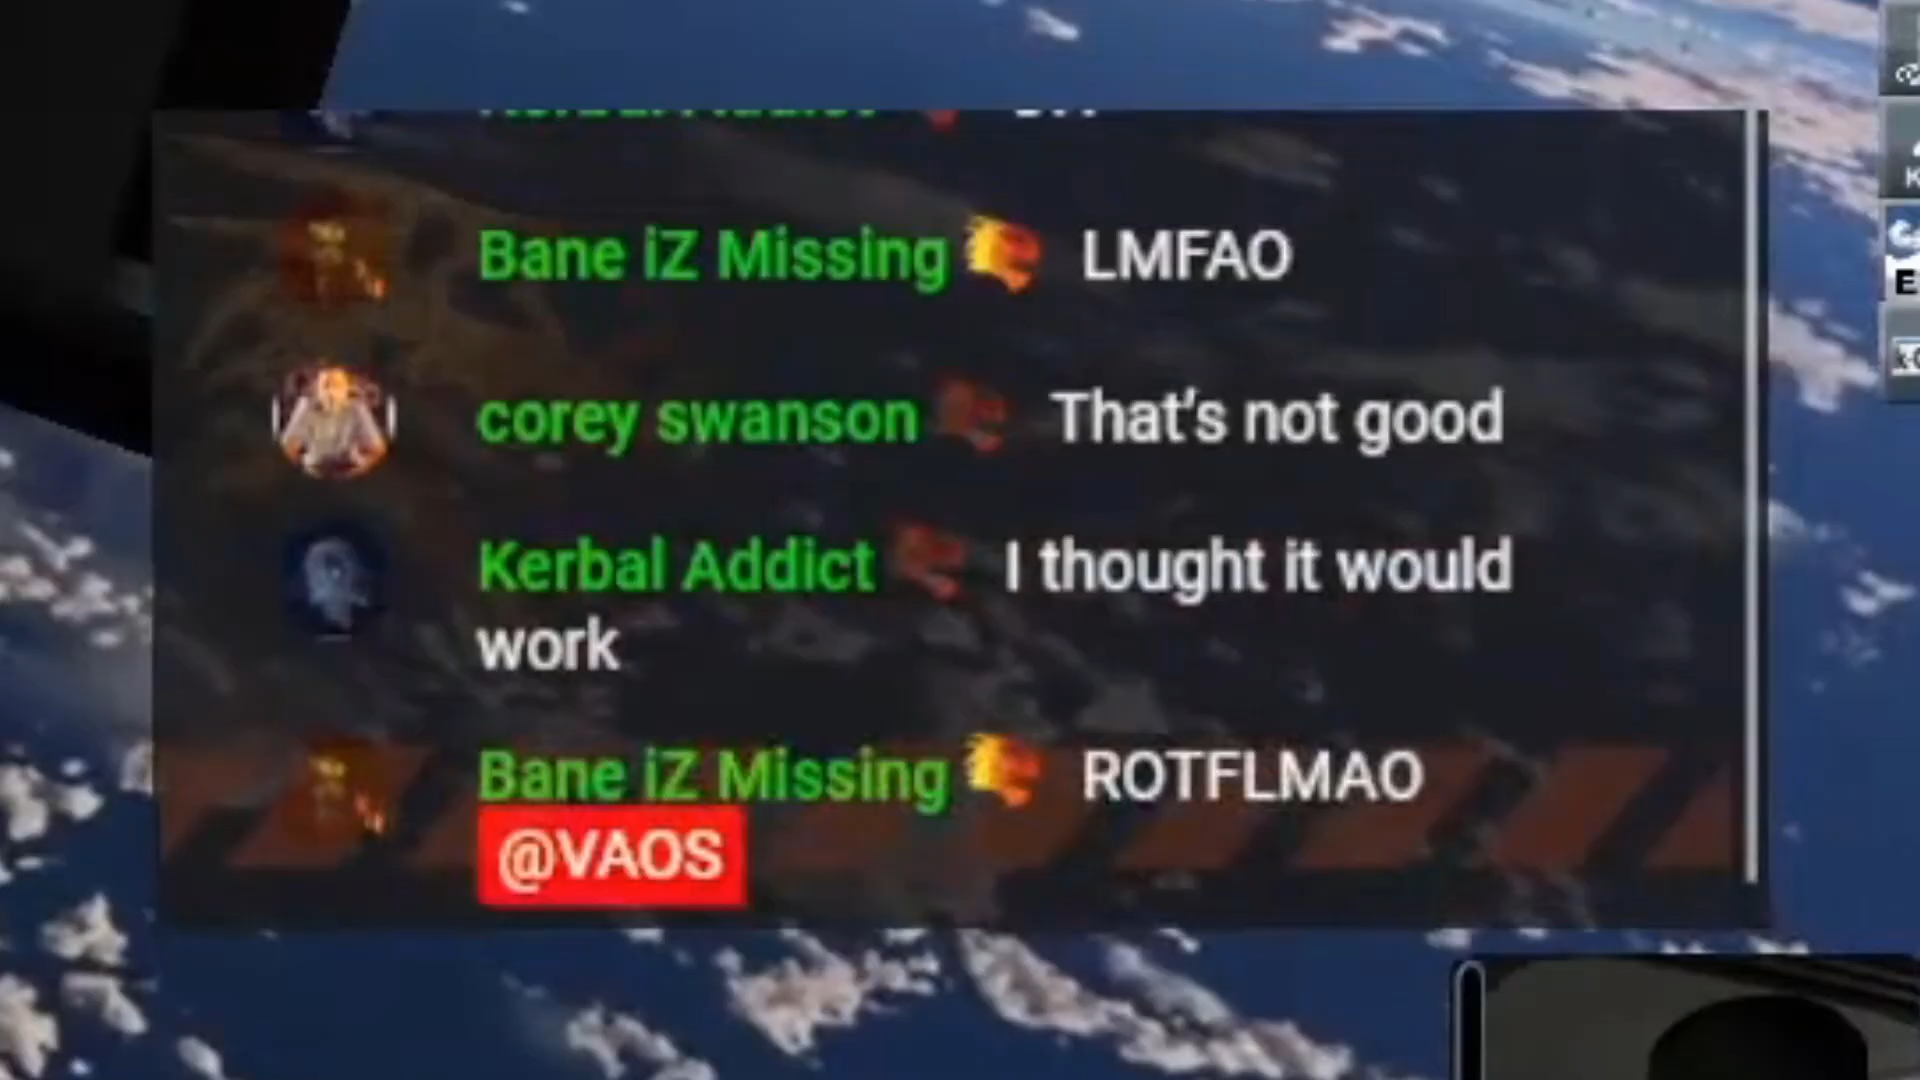 Bane iZ Missing LMFAO
corey swanson That's not good
Kerbal Addict I thought it would
work
Bane iZ Missing ROTFLMAO
@VAOS